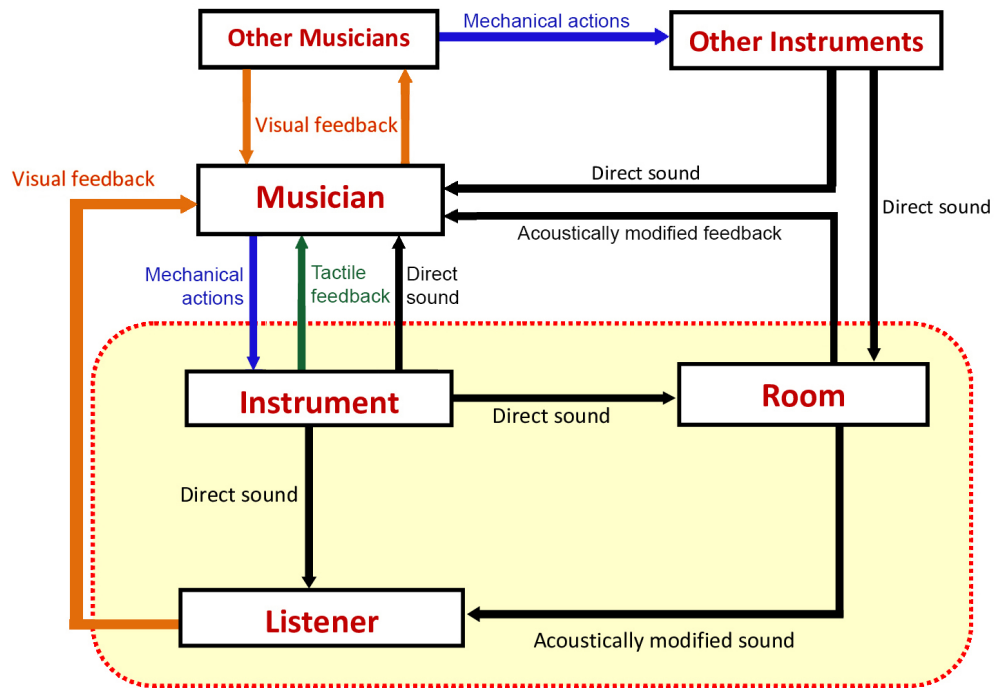 Mechanical actions
Other Musicians
Other Instruments
Visual feedback
Direct sound
Visual feedback
Musician
Direct sound
Acoustically modified feedback
Mechanical
actions
Tactile
feedback
Direct
sound
Instrument
Room
Direct sound
Direct sound
Listener
Acoustically modified sound